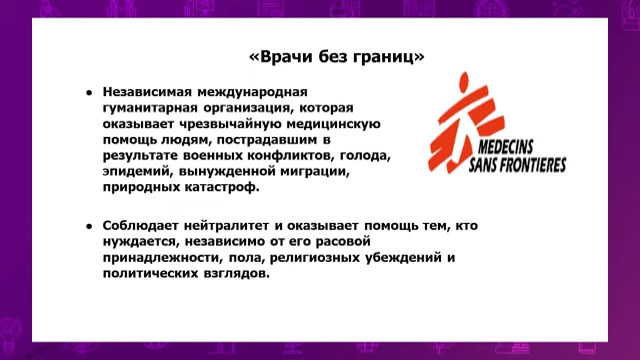 «Врачи без границ»
● Независимая международная
гуманитарная организация, которая
оказывает чрезвычайную медицинскую
помощь людям, пострадавшим в
результате военных конфликтов, голода,
эпидемий, вынужденной миграции,
природных катастроф.
MEDECINS
SANS FRONTIERES
● Соблюдает нейтралитет и оказывает помощь тем, кто
нуждается, независимо от его расовой
принадлежности, пола, религиозных убеждений и
политических взглядов.